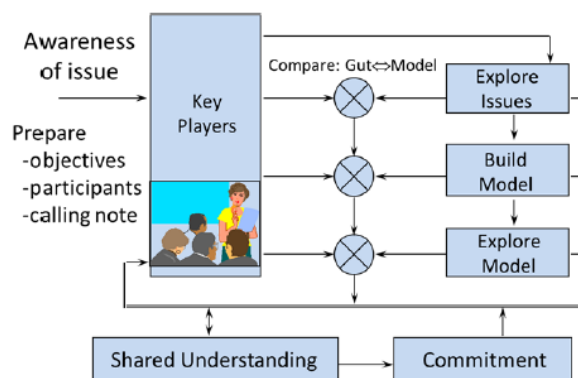 Awareness
of issue
Prepare
-objectives
-participants
-calling note
Key
Players
Compare: Gut⇔Model
Explore
Issues
Build
Model
Explore
Model
Shared Understanding
Commitment